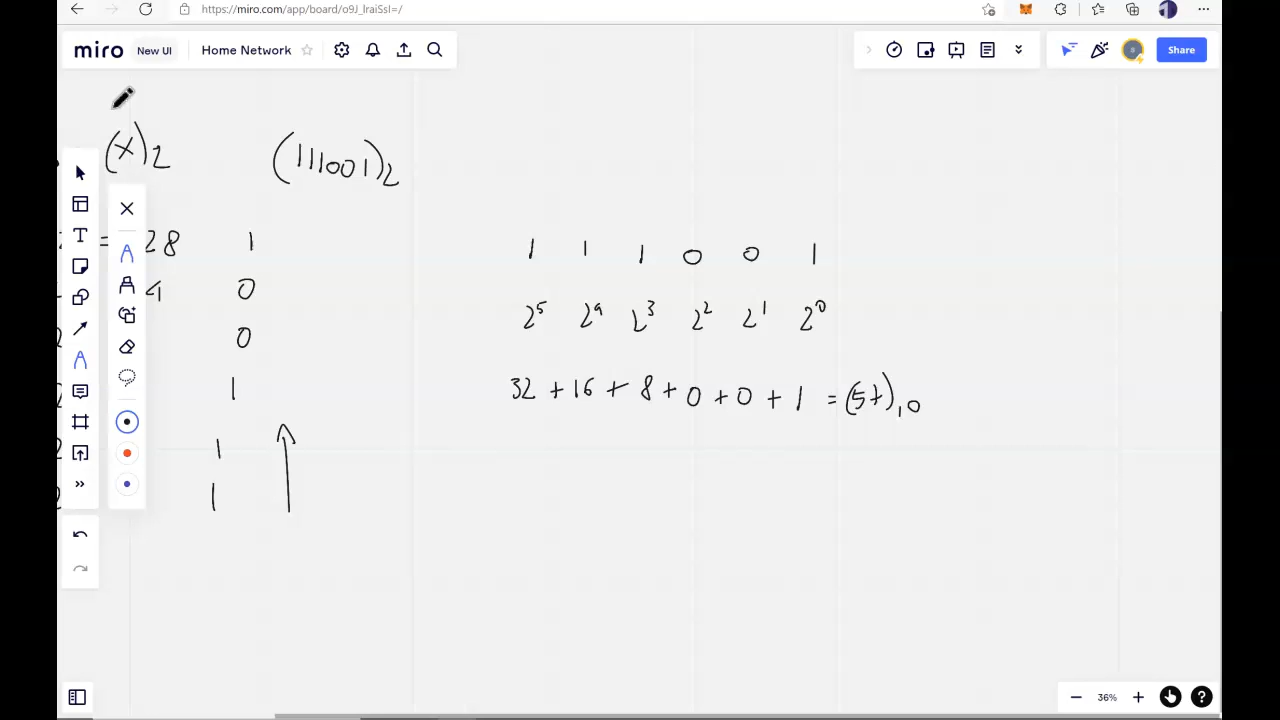 https://miro.com/app/board/o9J_IraiSsI=/
miro New UI Home Network
Share
(x)2 (111001)2
= 28 1
4 0
0
1
1
1
1 1 1 0 0 1
2^5 2^4 2^3 2^2 2^1 2^0
32 + 16 + 8 + 0 + 0 + 1 = (57)10
36%